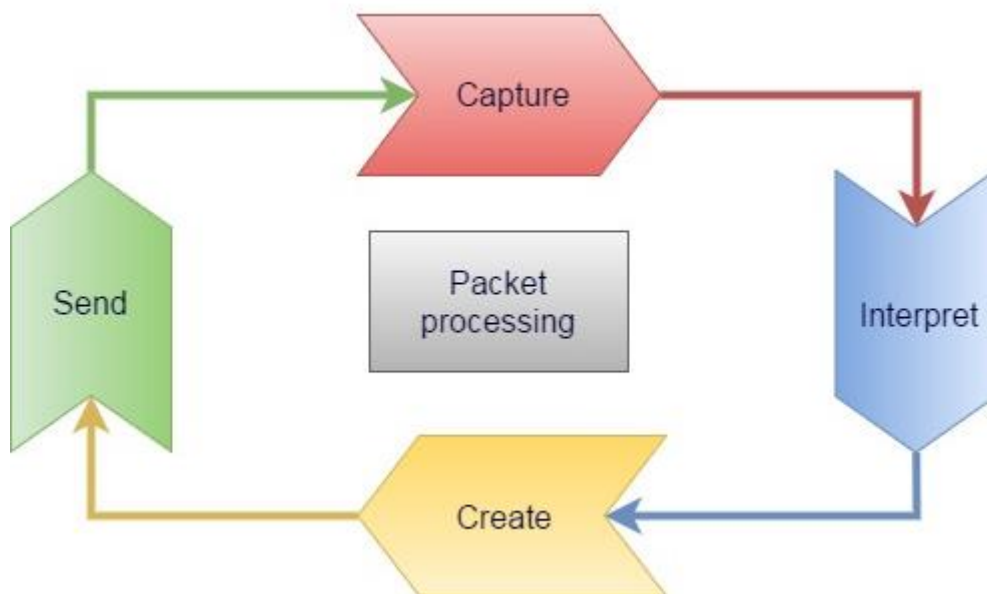 Capture
Send
Packet
processing
Interpret
Create